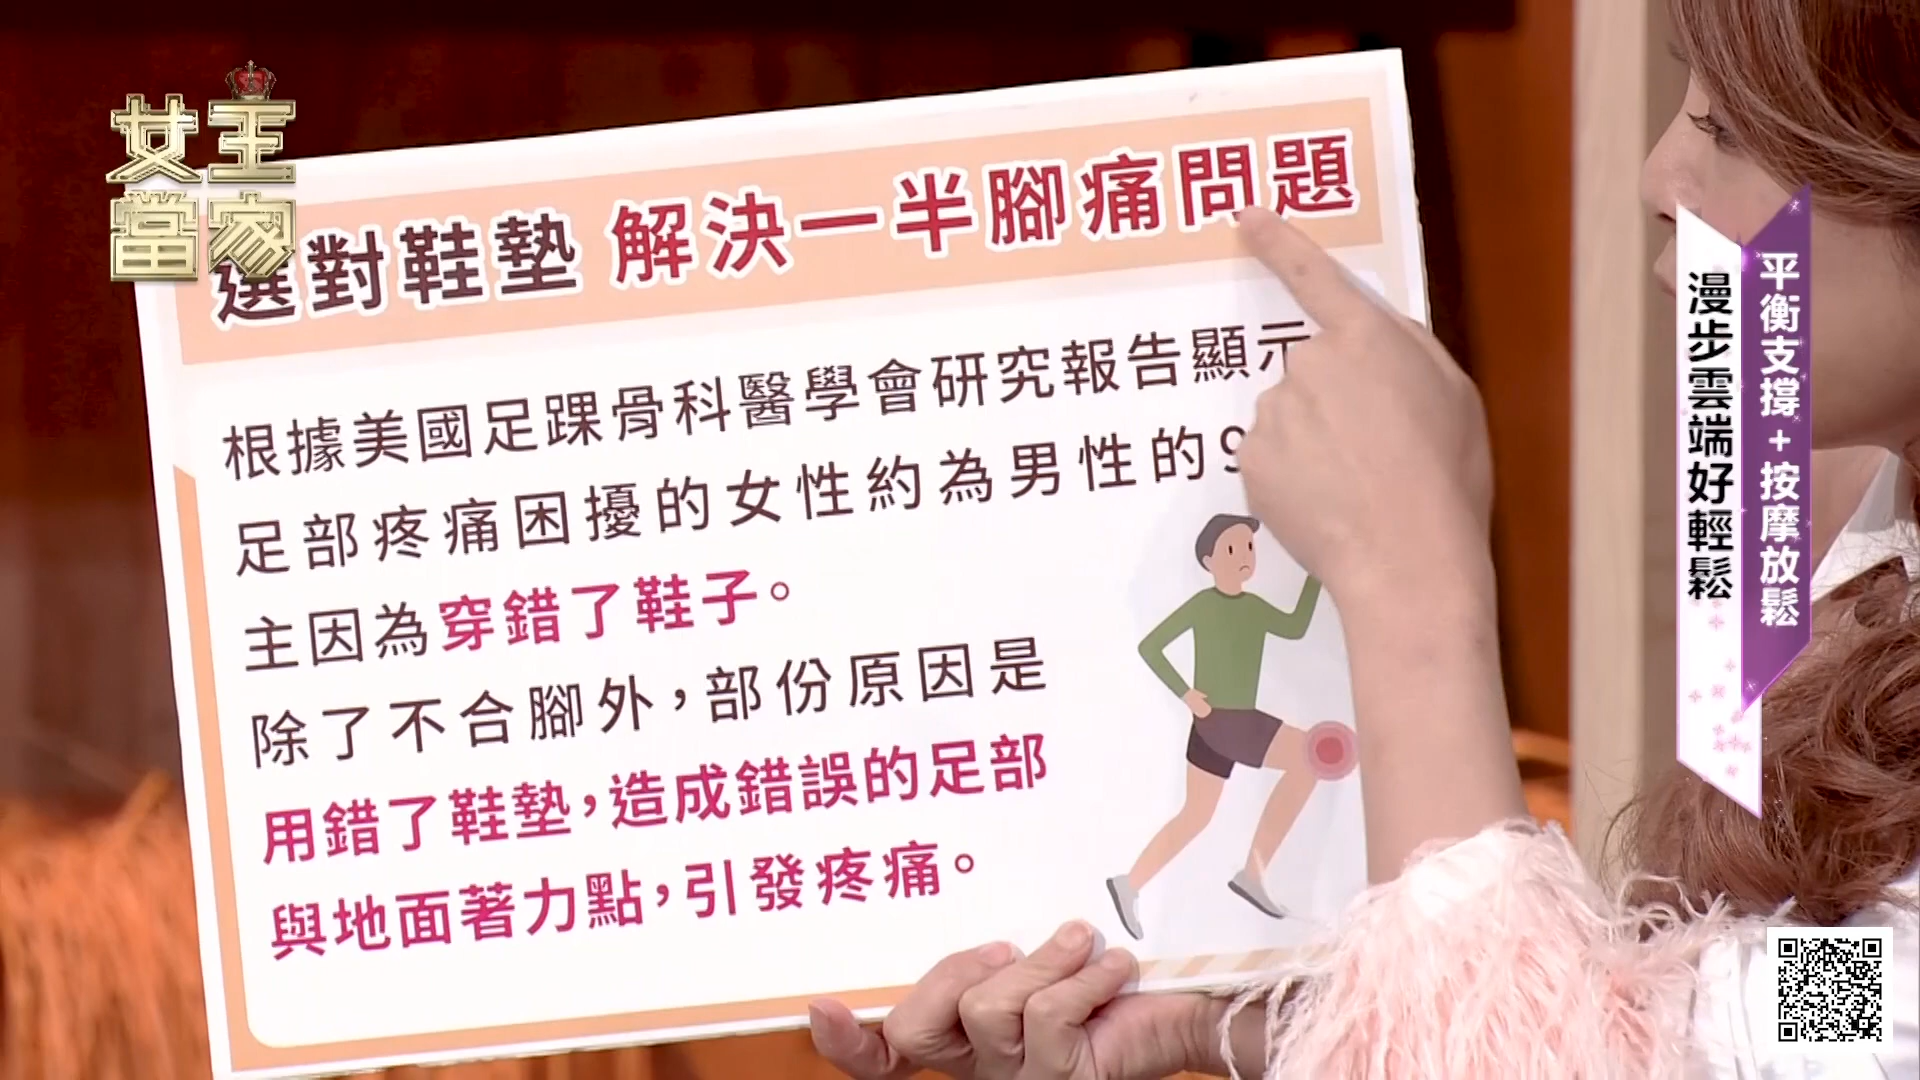 女王
當家
選對鞋墊 解決一半腳痛問題
根據美國足踝骨科醫學會研究報告顯示
足部疼痛困擾的女性約為男性的9
主因為穿錯了鞋子。
除了不合腳外，部份原因是
用錯了鞋墊，造成錯誤的足部
與地面著力點，引發疼痛。
平衡支撐+按摩放鬆
漫步雲端好輕鬆